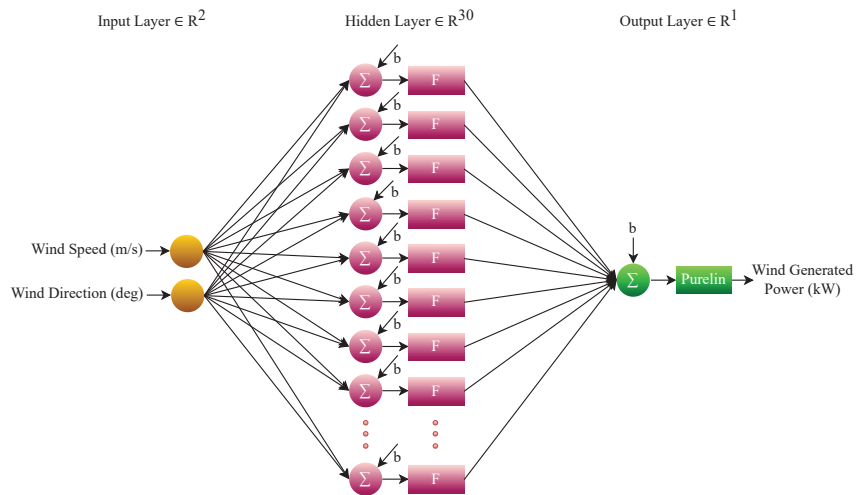 Input Layer ∈ R²
Hidden Layer ∈ R³⁰
Output Layer ∈ R¹
b
∑ F
b
∑ F
b
∑ F
b
∑ F
b
∑ F
b
∑ F
b
∑ F
b
∑ F
b
∑ F
Wind Speed (m/s)
Wind Direction (deg)
b
∑ Purelin
Wind Generated
Power (kW)